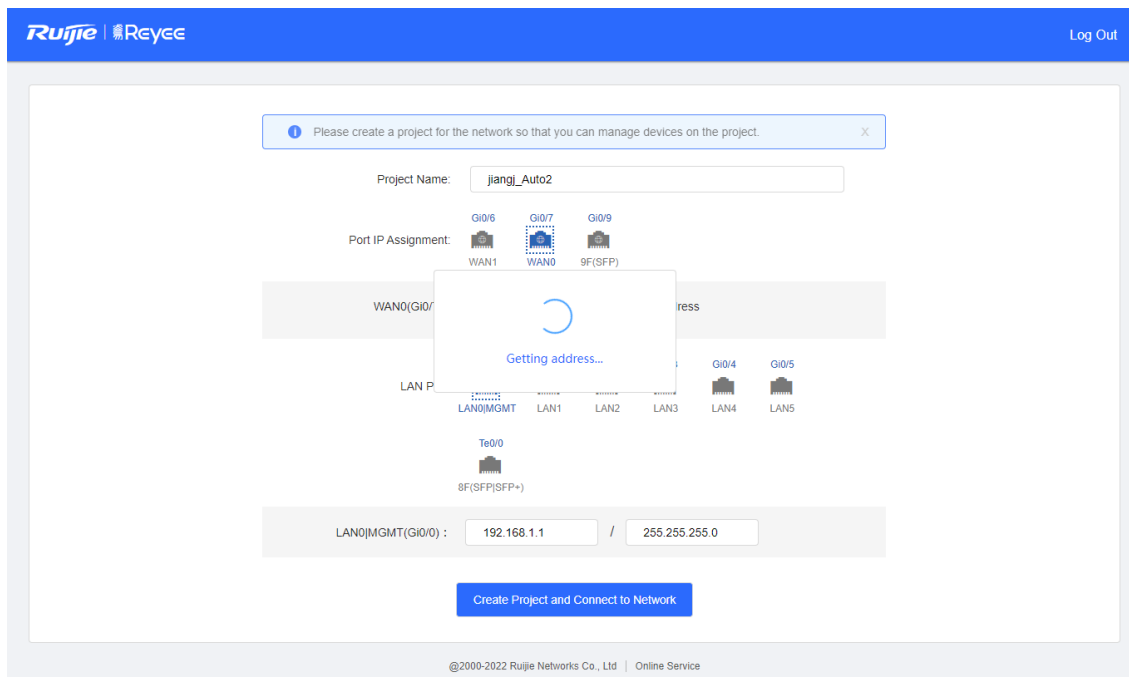 Ruijie | Reyee
Log Out
Please create a project for the network so that you can manage devices on the project. X
Project Name: jiangj_Auto2
Gi0/6 Gi0/7 Gi0/9
Port IP Assignment:
WAN1 WAN0 9F(SFP)
WAN0(Gi0/
Getting address...
Gi0/4 Gi0/5
LAN P
LAN0|MGMT LAN1 LAN2 LAN3 LAN4 LAN5
Te0/0
8F(SFP|SFP+)
LAN0|MGMT(Gi0/0) : 192.168.1.1 / 255.255.255.0
Create Project and Connect to Network
@2000-2022 Ruijie Networks Co., Ltd | Online Service